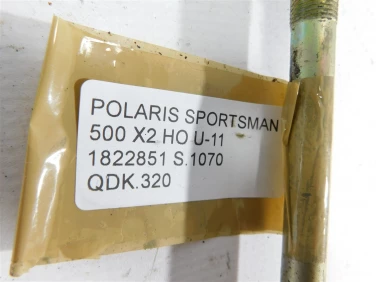 POLARIS SPORTSMAN
500 X2 HO U-11
1822851 S.1070
QDK.320